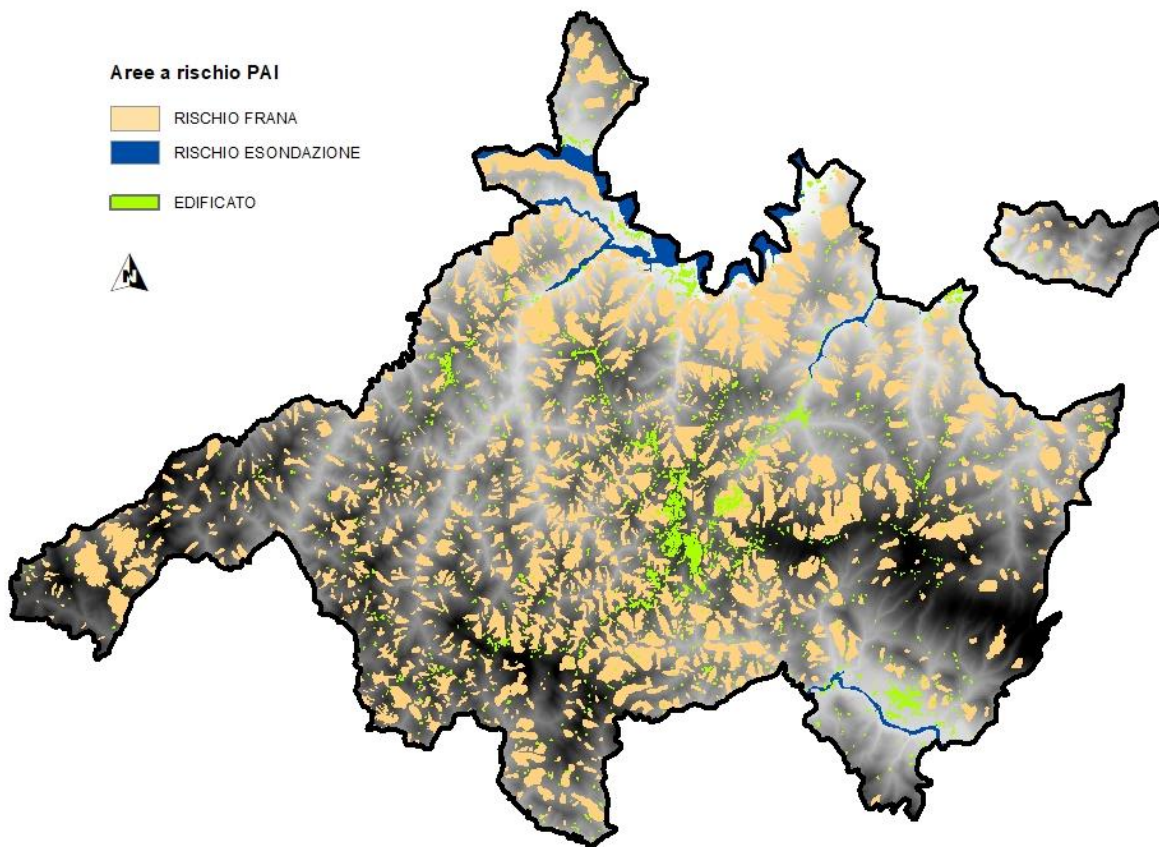 Aree a rischio PAI
RISCHIO FRANA
RISCHIO ESONDAZIONE
EDIFICATO
N